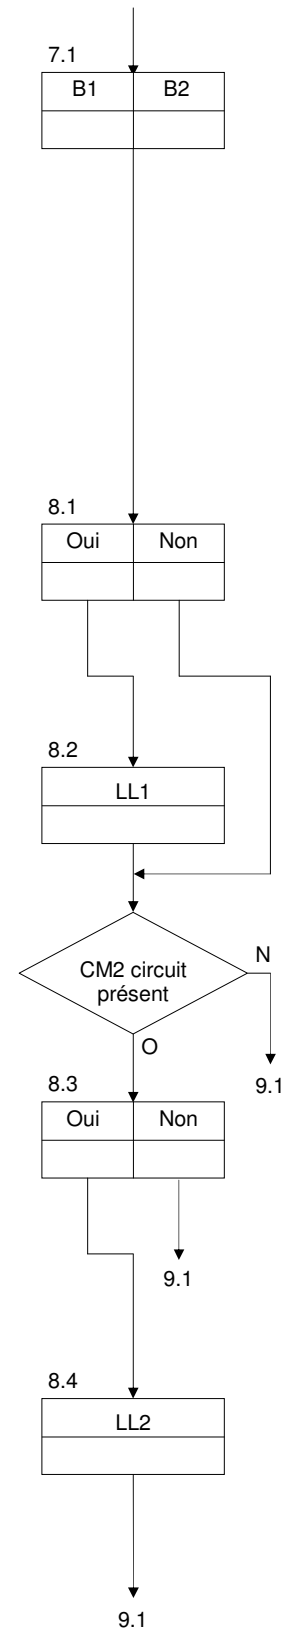 7.1
B1 B2
8.1
Oui Non
8.2
LL1
CM2 circuit
présent
N
O
9.1
8.3
Oui Non
9.1
8.4
LL2
9.1